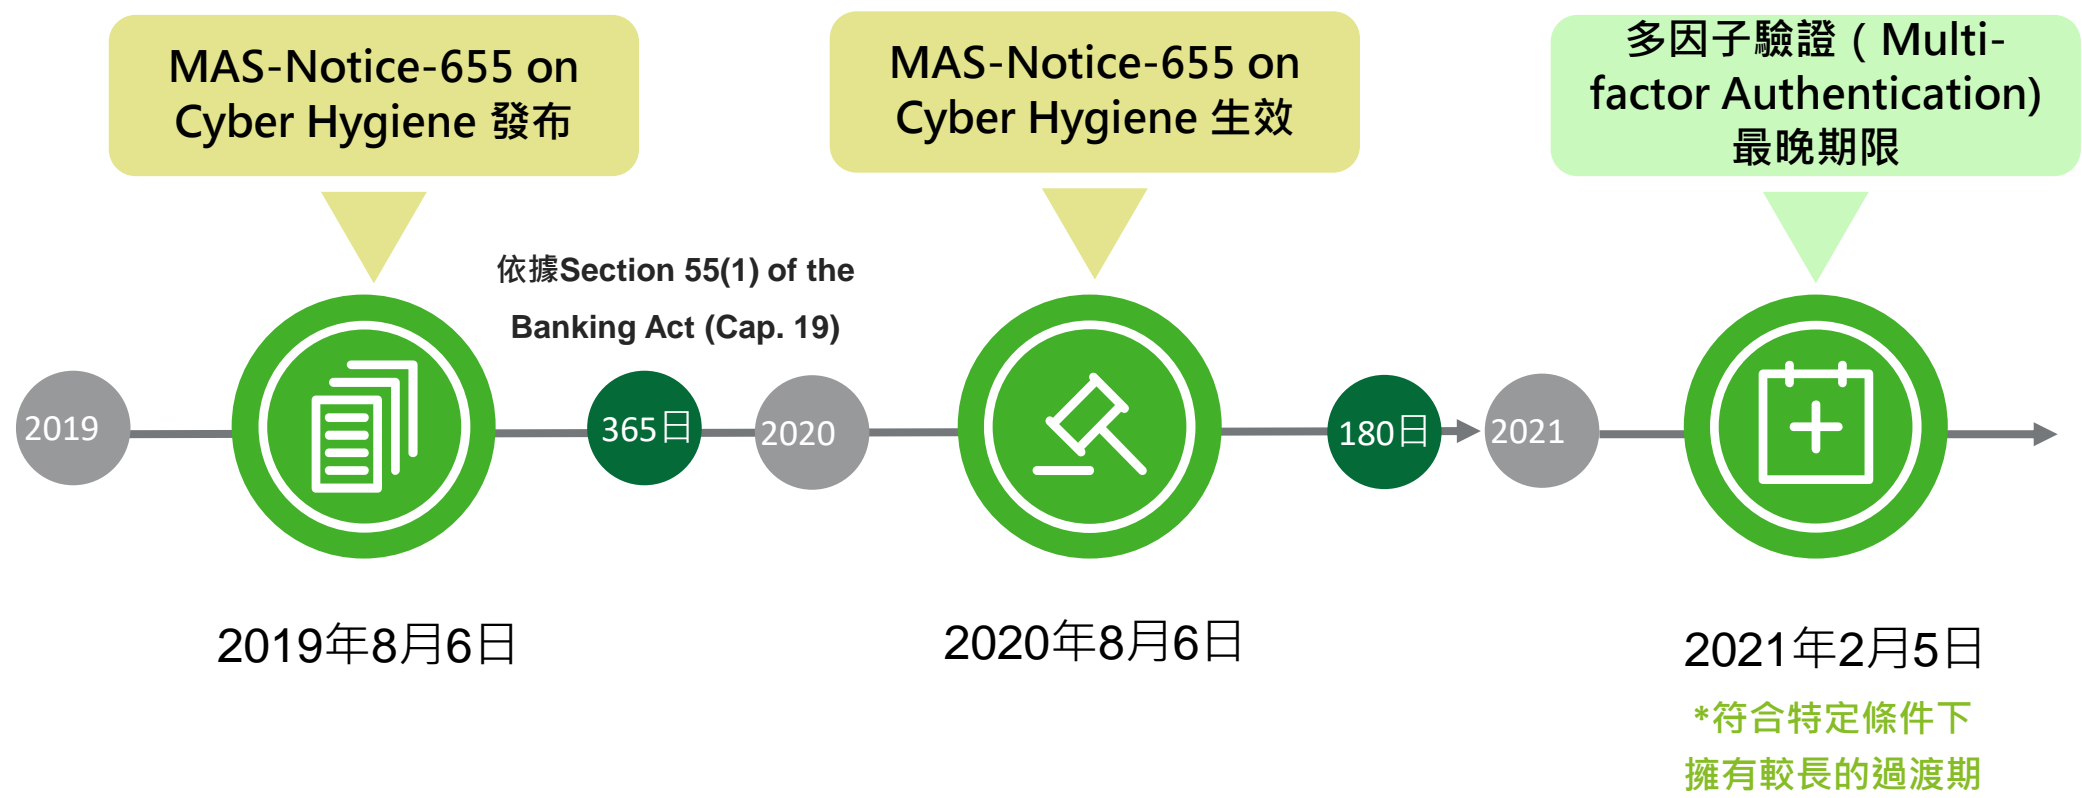 MAS-Notice-655 on
Cyber Hygiene 發布
MAS-Notice-655 on
Cyber Hygiene 生效
多因子驗證（Multi-
factor Authentication)
最晚期限
依據Section 55(1) of the
Banking Act (Cap. 19)
2019
365日
2020
180日
2021
2019年8月6日
2020年8月6日
2021年2月5日
*符合特定條件下
擁有較長的過渡期